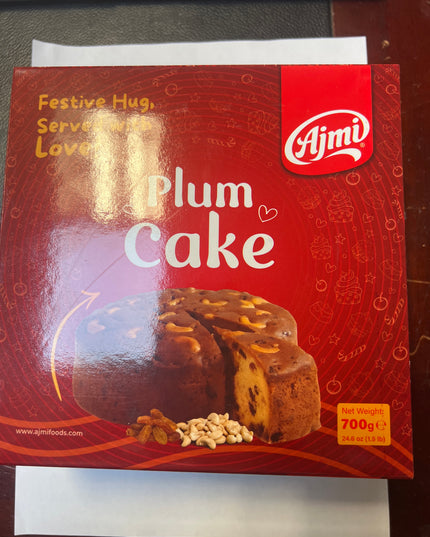 Festive Hug,
Served with
Love
Ajmi
Plum
Cake
www.ajmifoods.com
Net Weight:
700g ℮
24.6 oz (1.5 lb)